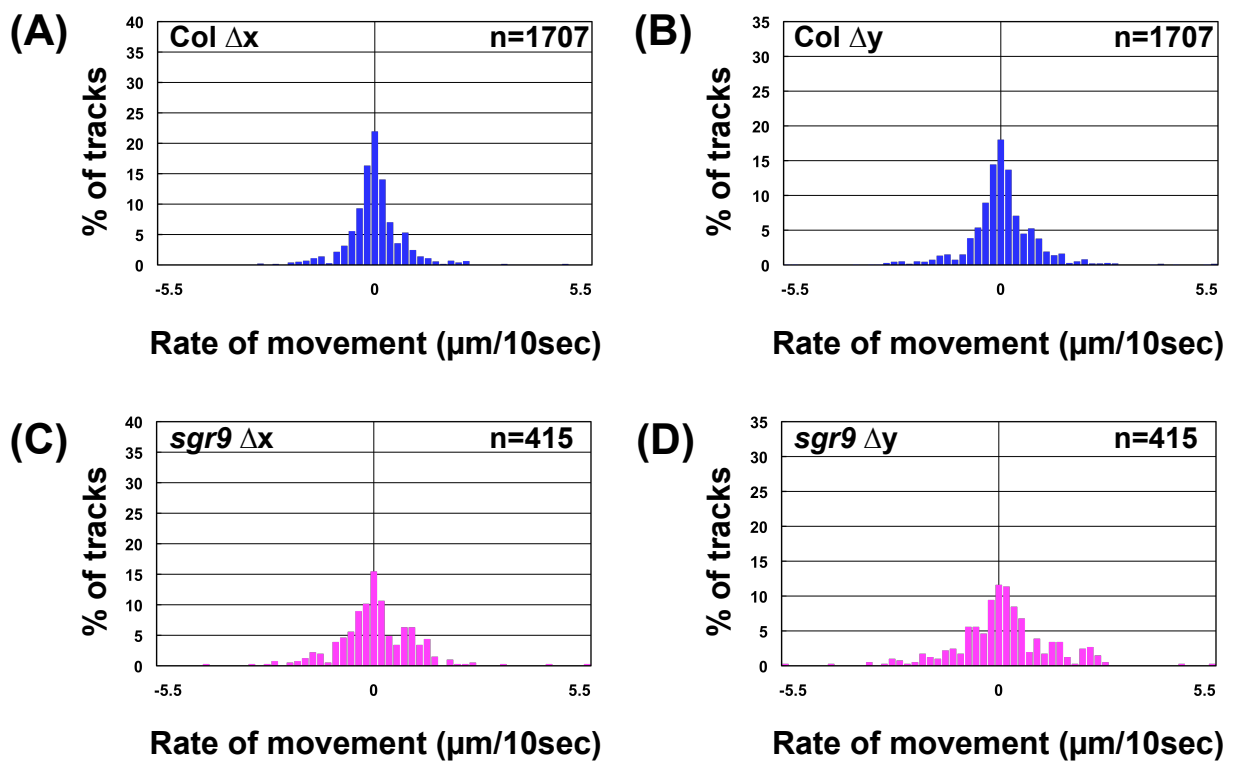 (A)
Col Δx n=1707
40
35
30
25
20
15
10
5
0
% of tracks
-5.5 0 5.5
Rate of movement (µm/10sec)
(B)
Col Δy n=1707
35
30
25
20
15
10
5
0
% of tracks
-5.5 0 5.5
Rate of movement (µm/10sec)
(C)
sgr9 Δx n=415
40
35
30
25
20
15
10
5
0
% of tracks
-5.5 0 5.5
Rate of movement (µm/10sec)
(D)
sgr9 Δy n=415
35
30
25
20
15
10
5
0
% of tracks
-5.5 0 5.5
Rate of movement (µm/10sec)